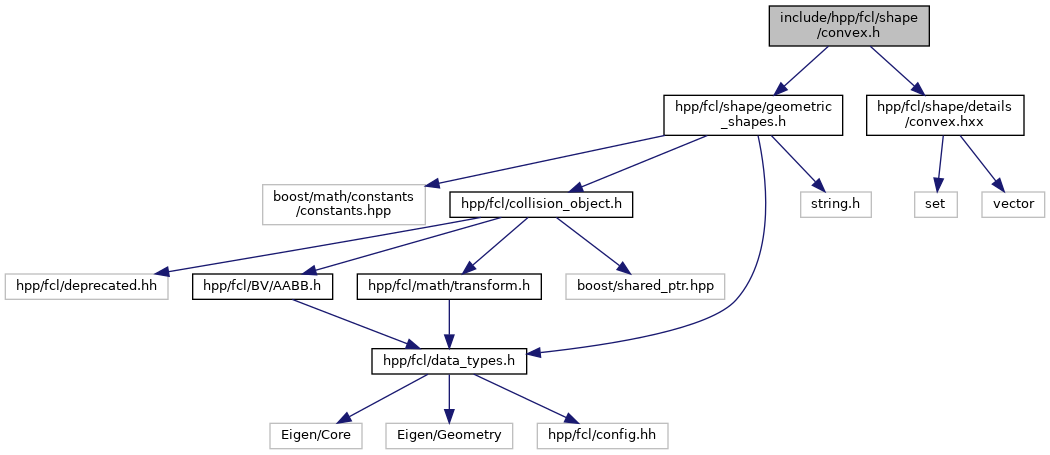 include/hpp/fcl/shape
/convex.h
hpp/fcl/shape/geometric
_shapes.h
hpp/fcl/shape/details
/convex.hxx
boost/math/constants
/constants.hpp
hpp/fcl/collision_object.h
string.h
set
vector
hpp/fcl/deprecated.hh
hpp/fcl/BV/AABB.h
hpp/fcl/math/transform.h
boost/shared_ptr.hpp
hpp/fcl/data_types.h
Eigen/Core
Eigen/Geometry
hpp/fcl/config.hh